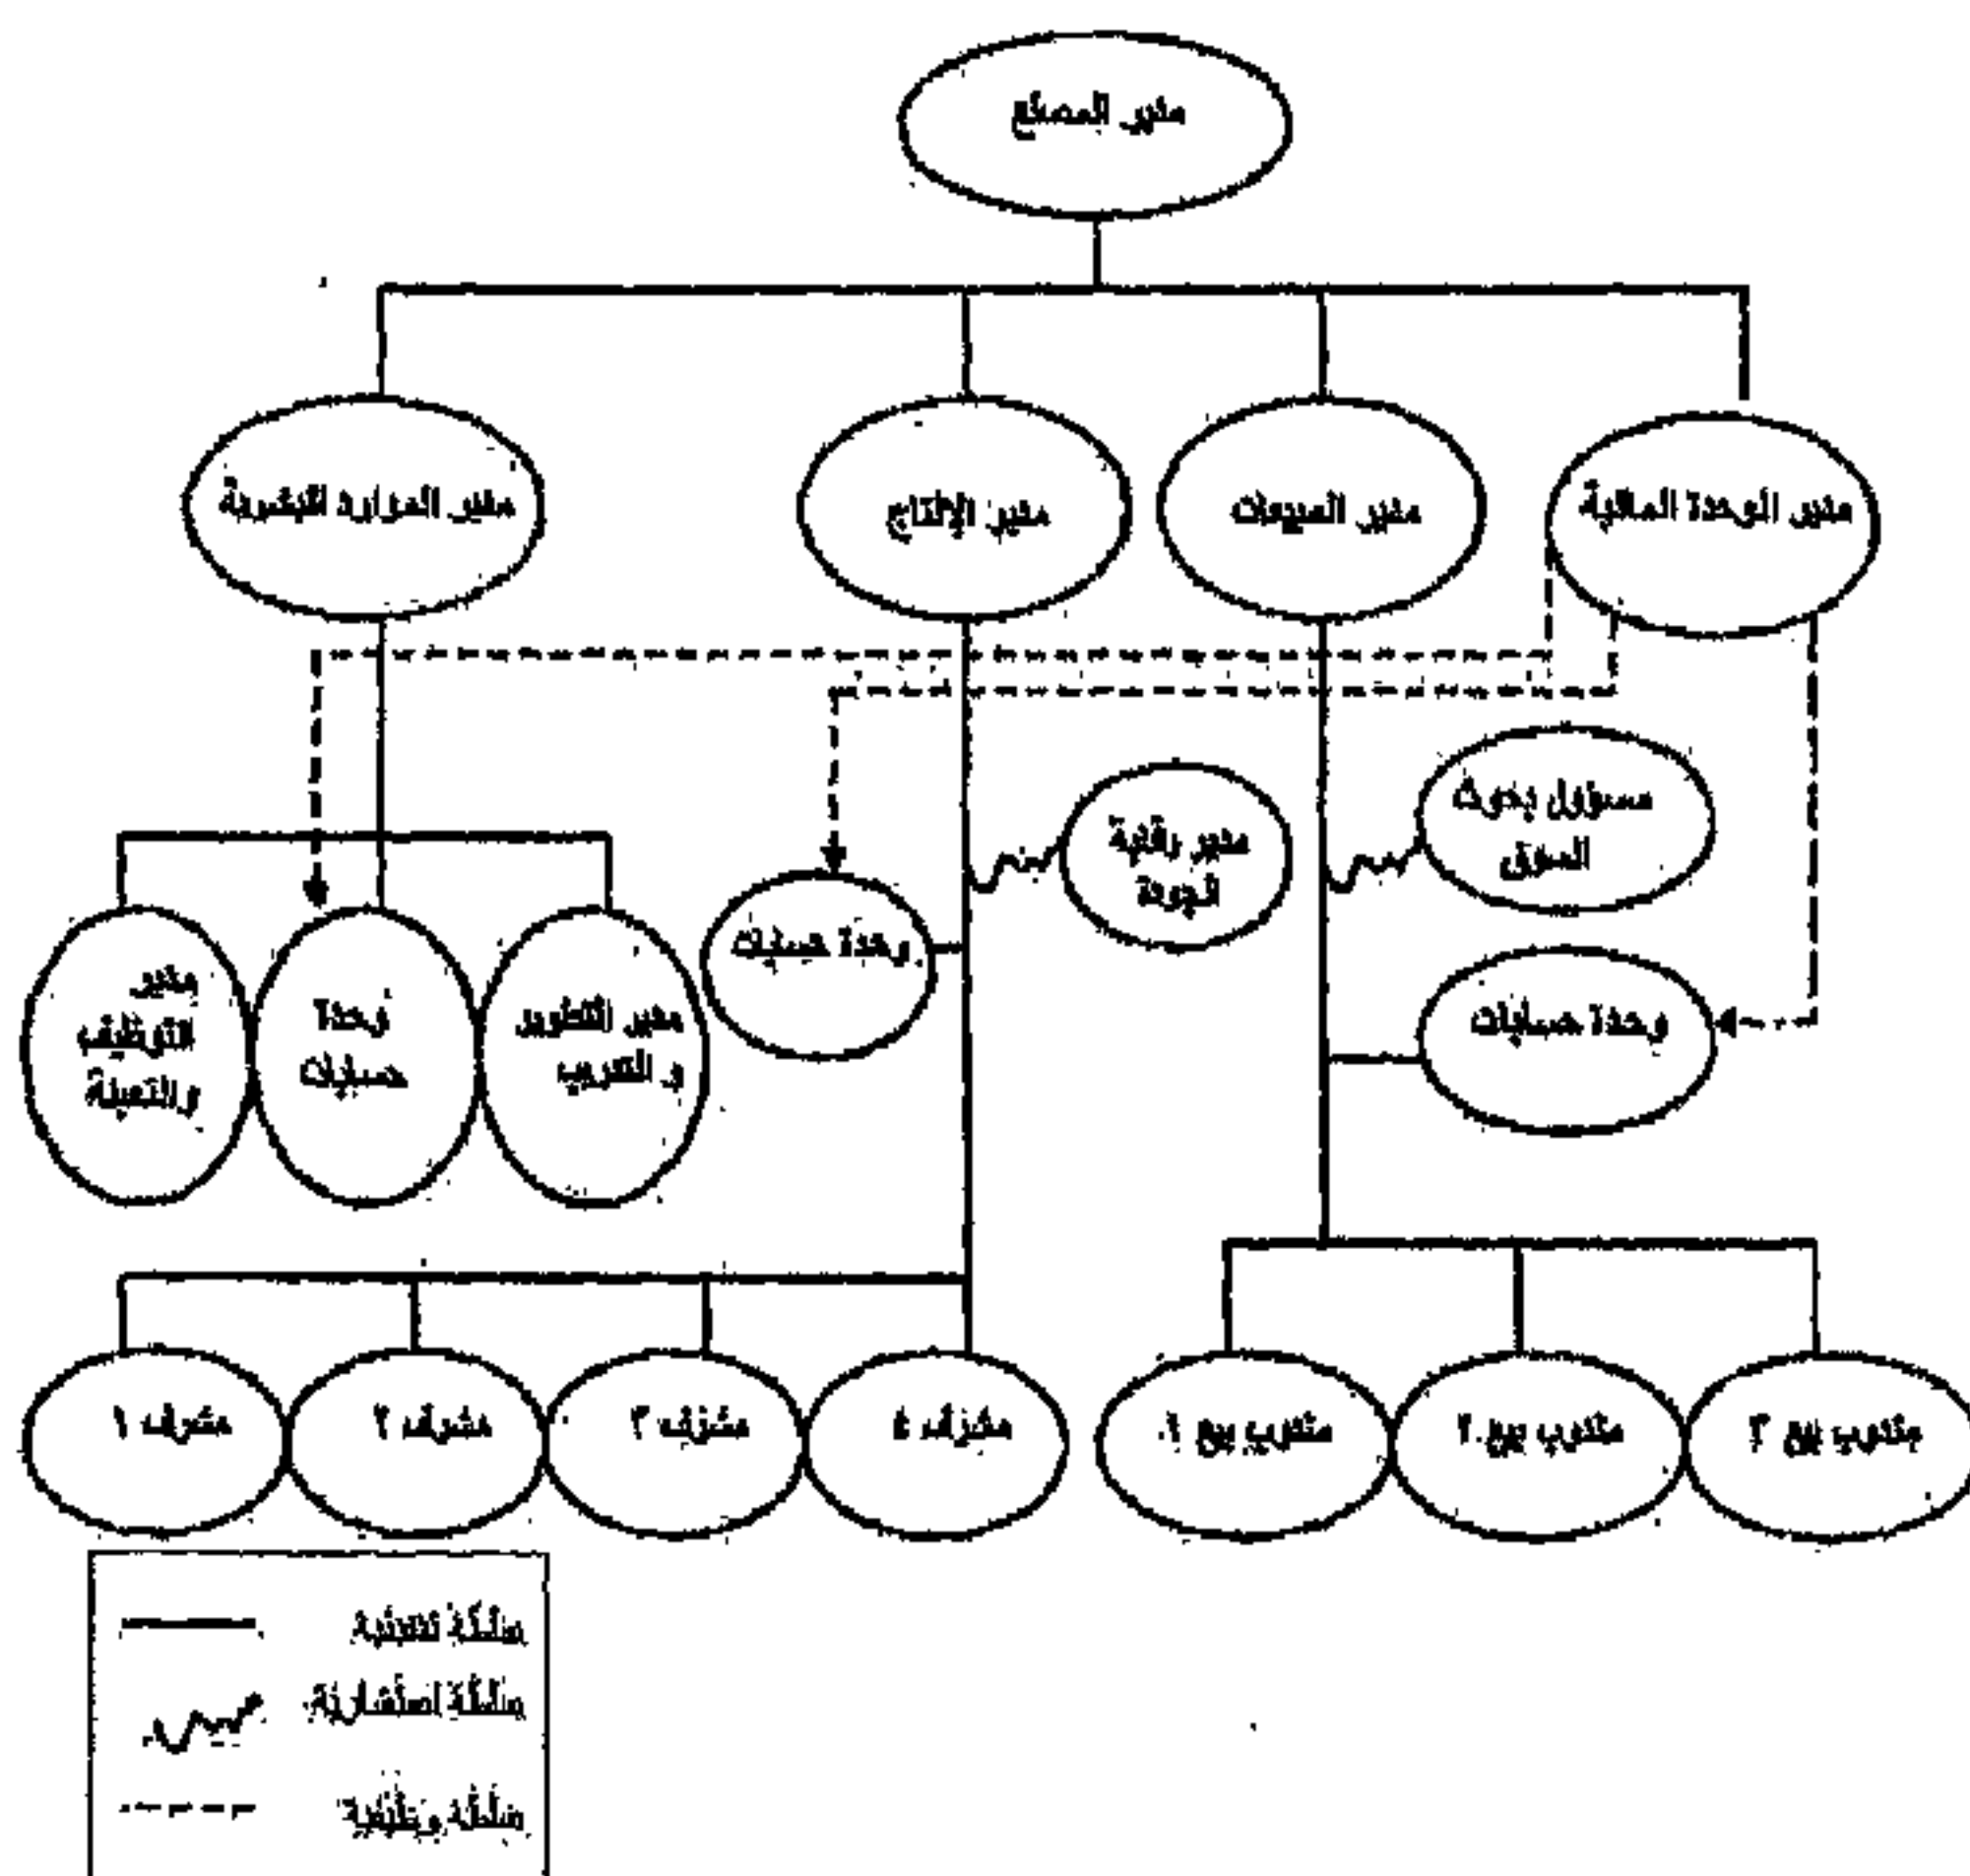 مدير المصنع
مدير الوحدة المالية
مدير المبيعات
مدير الإنتاج
مدير الموارد البشرية
مسؤول بحوث
السوق
مدير رقابة
الجودة
وحدة حسابات
وحدة حسابات
مدير التطوير
و التدريب
وحدة
حسابات
مدير
التوظيف
و التعبئة
مندوب بيع ٣
مندوب بيع ٢
مندوب بيع ١
مشرف ٤
مشرف ٣
مشرف ٢
مشرف ١
سلطة تنفيذية
سلطة استشارية
سلطة وظيفية